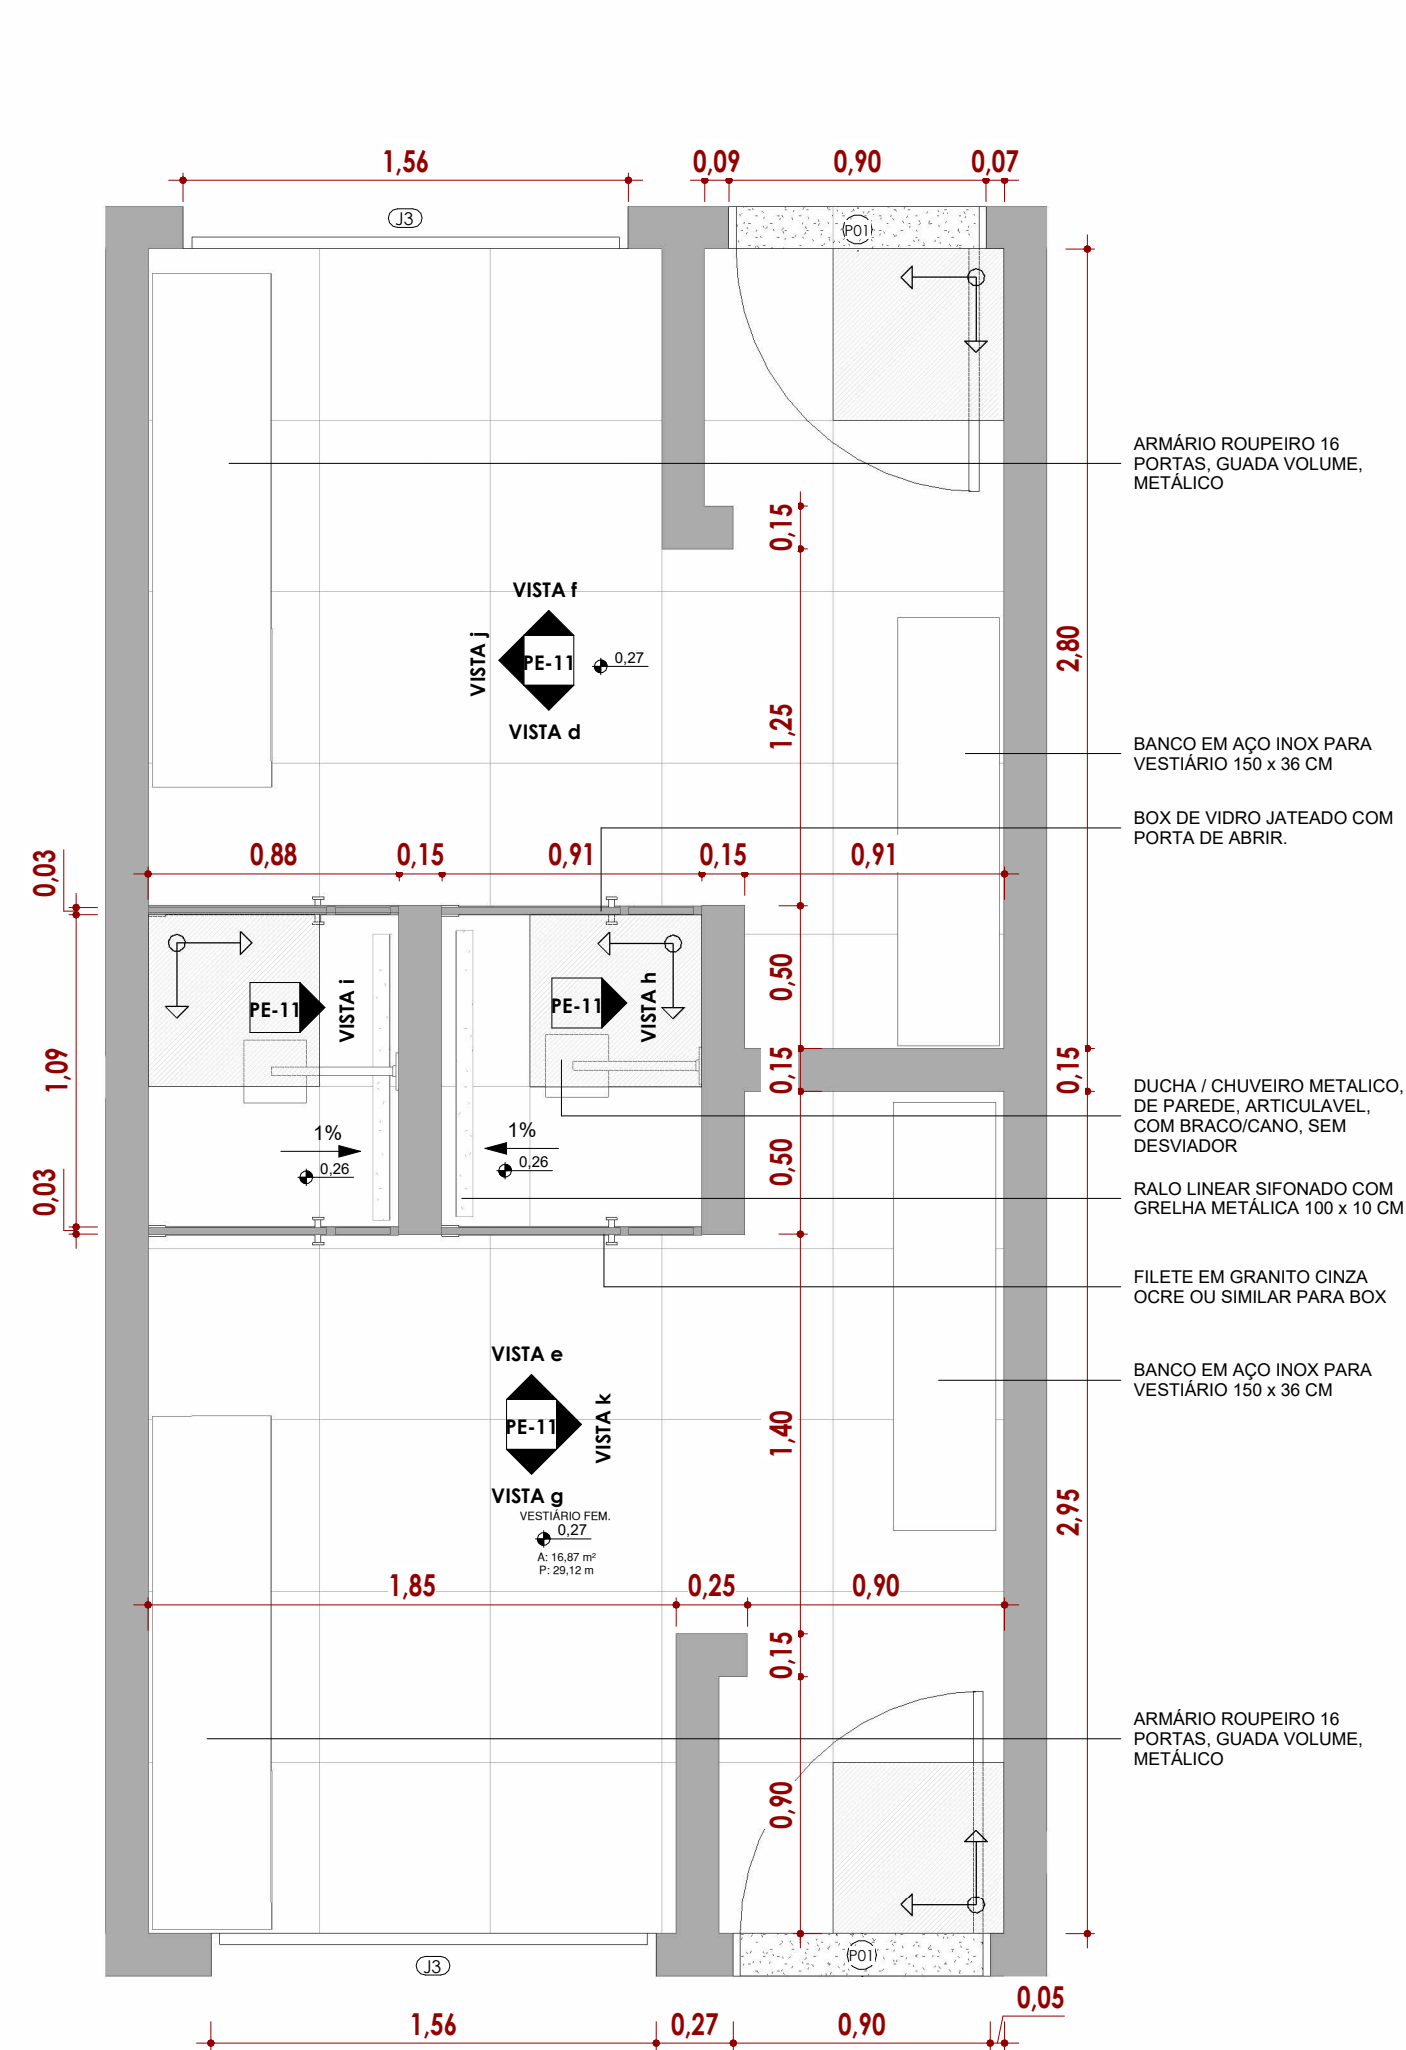 1,56
0,09
0,90
0,07
J3
P01
ARMÁRIO ROUPEIRO 16
PORTAS, GUADA VOLUME,
METÁLICO
0,15
VISTA f
VISTA j
PE-11
0,27
VISTA d
2,80
1,25
BANCO EM AÇO INOX PARA
VESTIÁRIO 150 x 36 CM
BOX DE VIDRO JATEADO COM
PORTA DE ABRIR.
0,03
0,88
0,15
0,91
0,15
0,91
PE-11
VISTA i
PE-11
VISTA h
0,50
1,09
0,15
0,15
DUCHA / CHUVEIRO METALICO,
DE PAREDE, ARTICULAVEL,
COM BRACO/CANO, SEM
DESVIADOR
1%
0,26
1%
0,26
0,50
0,03
RALO LINEAR SIFONADO COM
GRELHA METÁLICA 100 x 10 CM
FILETE EM GRANITO CINZA
OCRE OU SIMILAR PARA BOX
VISTA e
PE-11
VISTA k
VISTA g
BANCO EM AÇO INOX PARA
VESTIÁRIO 150 x 36 CM
1,40
2,95
VESTIÁRIO FEM.
0,27
A: 16,87 m²
P: 29,12 m
1,85
0,25
0,90
0,15
ARMÁRIO ROUPEIRO 16
PORTAS, GUADA VOLUME,
METÁLICO
0,90
J3
P01
0,05
1,56
0,27
0,90